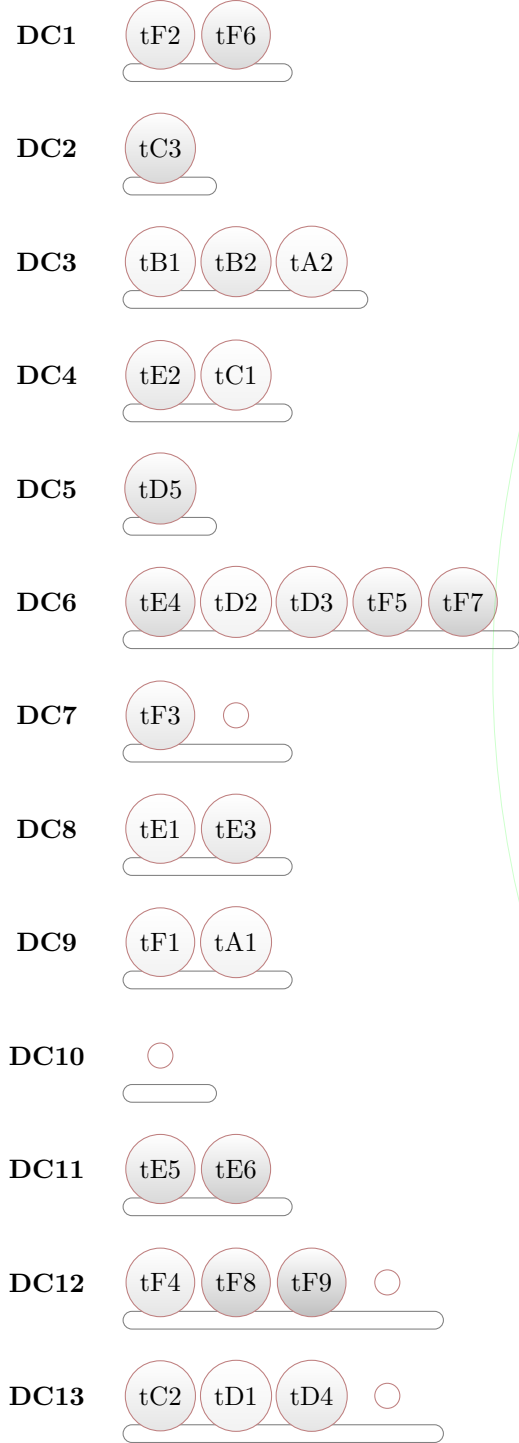 DC1 tF2 tF6
DC2 tC3
DC3 tB1 tB2 tA2
DC4 tE2 tC1
DC5 tD5
DC6 tE4 tD2 tD3 tF5 tF7
DC7 tF3
DC8 tE1 tE3
DC9 tF1 tA1
DC10
DC11 tE5 tE6
DC12 tF4 tF8 tF9
DC13 tC2 tD1 tD4